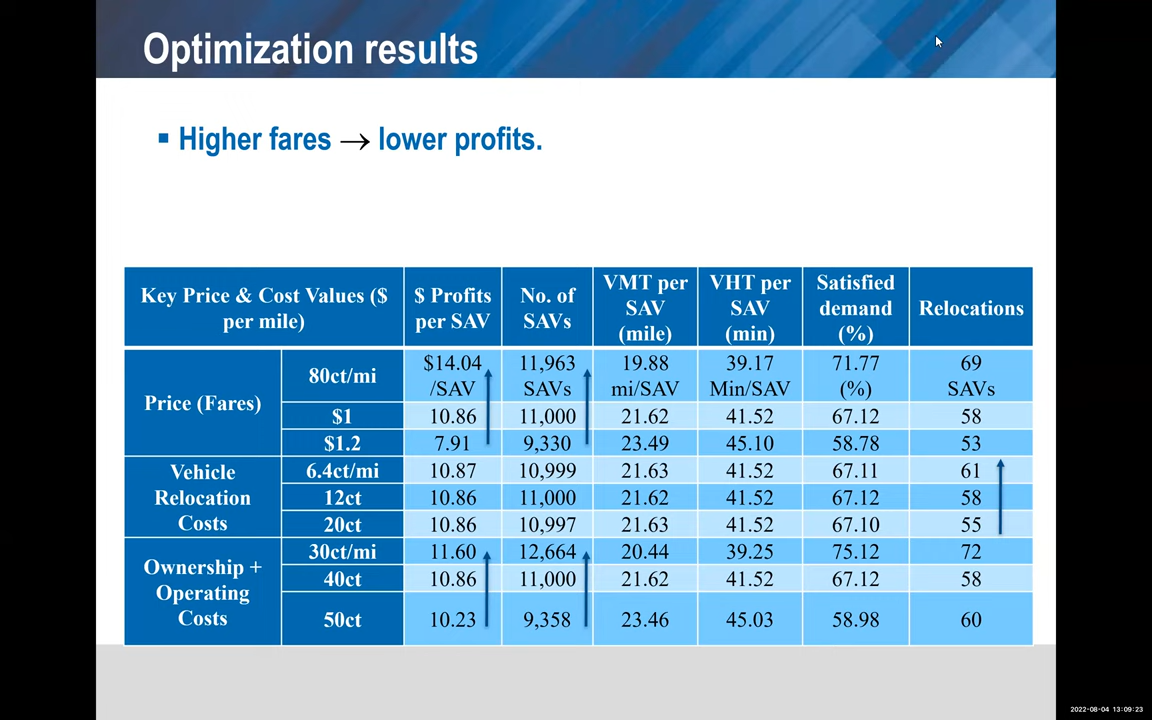 Optimization results
Higher fares → lower profits.
Key Price & Cost Values ($ per mile) $ Profits per SAV No. of SAVs VMT per SAV (mile) VHT per SAV (min) Satisfied demand (%) Relocations
Price (Fares) 80ct/mi $14.04 /SAV 11,963 SAVs 19.88 mi/SAV 39.17 Min/SAV 71.77 (%) 69 SAVs
$1 10.86 11,000 21.62 41.52 67.12 58
$1.2 7.91 9,330 23.49 45.10 58.78 53
Vehicle Relocation Costs 6.4ct/mi 10.87 10,999 21.63 41.52 67.11 61
12ct 10.86 11,000 21.62 41.52 67.12 58
20ct 10.86 10,997 21.63 41.52 67.10 55
Ownership + Operating Costs 30ct/mi 11.60 12,664 20.44 39.25 75.12 72
40ct 10.86 11,000 21.62 41.52 67.12 58
50ct 10.23 9,358 23.46 45.03 58.98 60
2022-08-04 13:09:23